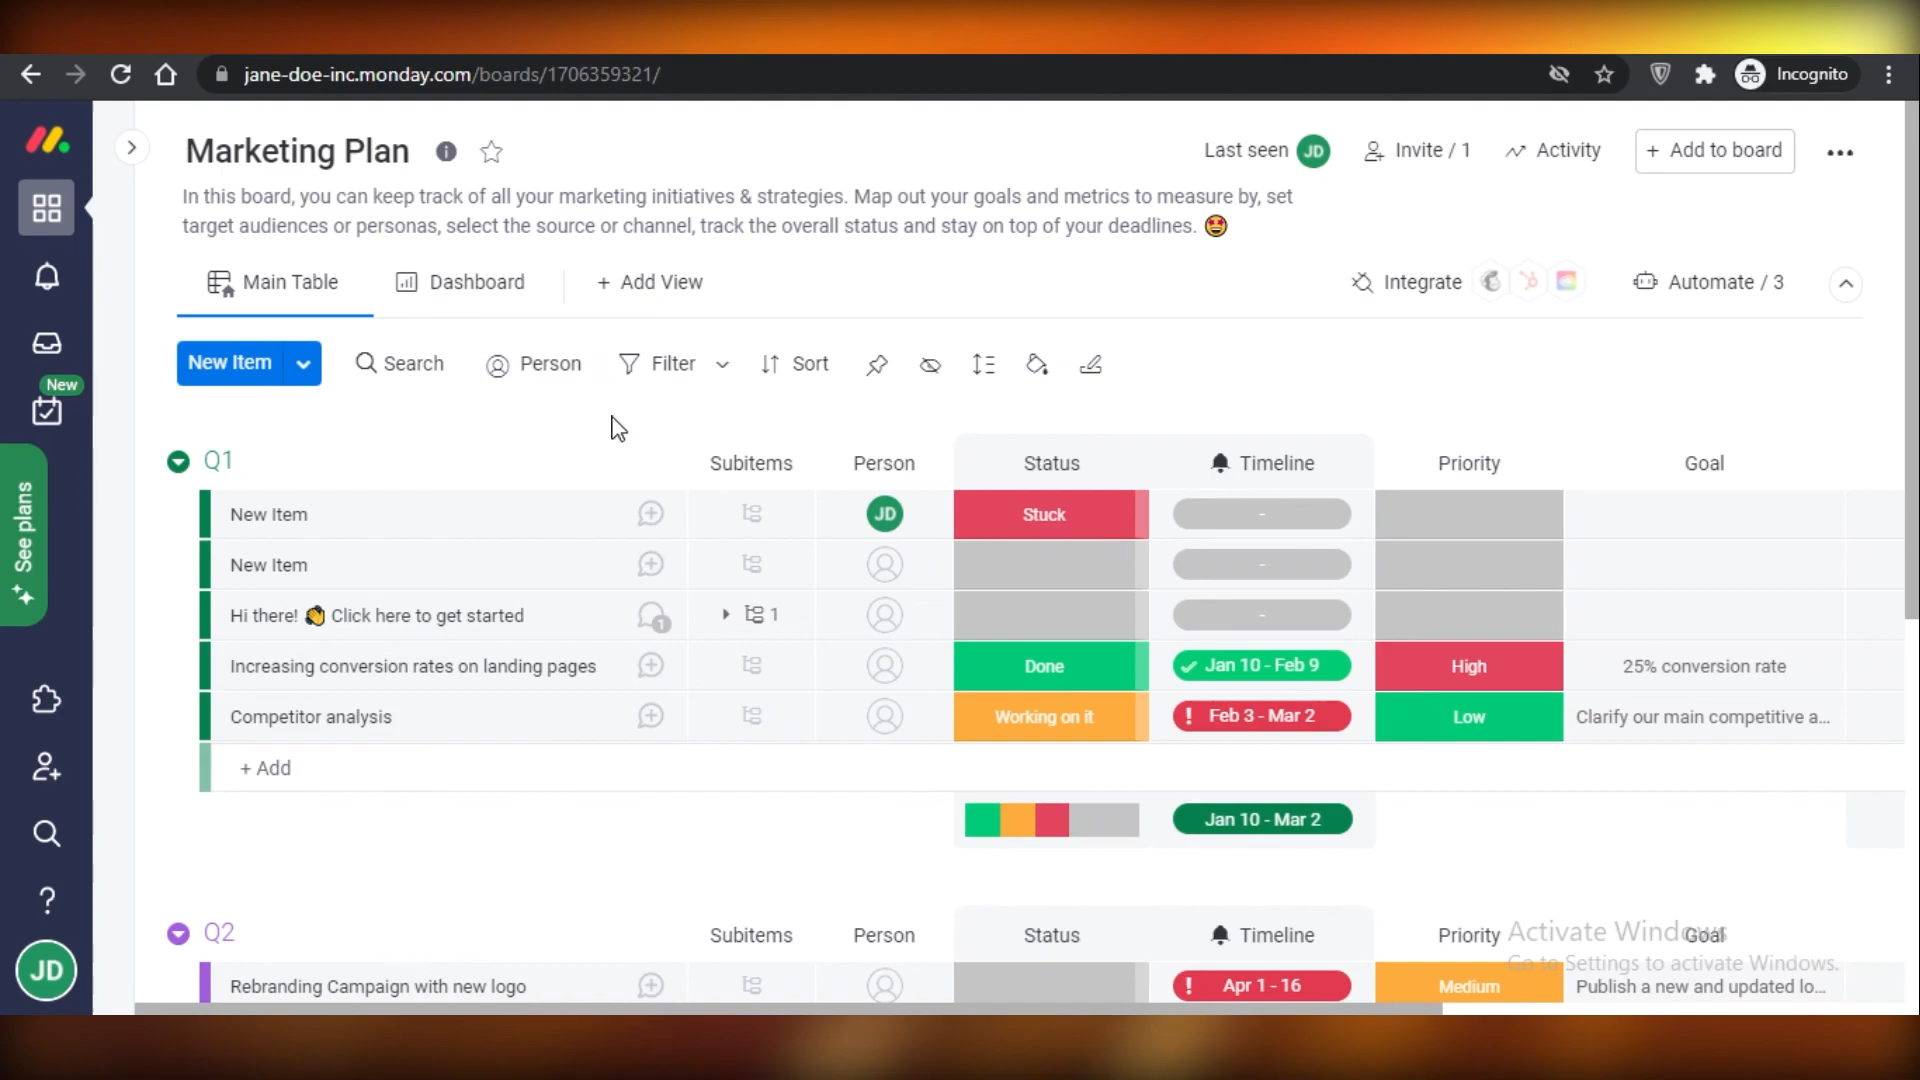 jane-doe-inc.monday.com/boards/1706359321/
Incognito
Marketing Plan
Last seen JD
Invite / 1
Activity
+ Add to board
In this board, you can keep track of all your marketing initiatives & strategies. Map out your goals and metrics to measure by, set
target audiences or personas, select the source or channel, track the overall status and stay on top of your deadlines. 🤩
Main Table
Dashboard
+ Add View
Integrate
Automate / 3
New Item
Search
Person
Filter
Sort
New
See plans
Q1 Subitems Person Status Timeline Priority Goal
New Item JD Stuck -
New Item -
Hi there! 👋 Click here to get started 1 1 -
Increasing conversion rates on landing pages Done Jan 10 - Feb 9 High 25% conversion rate
Competitor analysis Working on it ! Feb 3 - Mar 2 Low Clarify our main competitive a...
+ Add
Jan 10 - Mar 2
Q2 Subitems Person Status Timeline Priority Goal
Rebranding Campaign with new logo ! Apr 1 - 16 Medium Publish a new and updated lo...
JD
Activate Windows
Go to Settings to activate Windows.